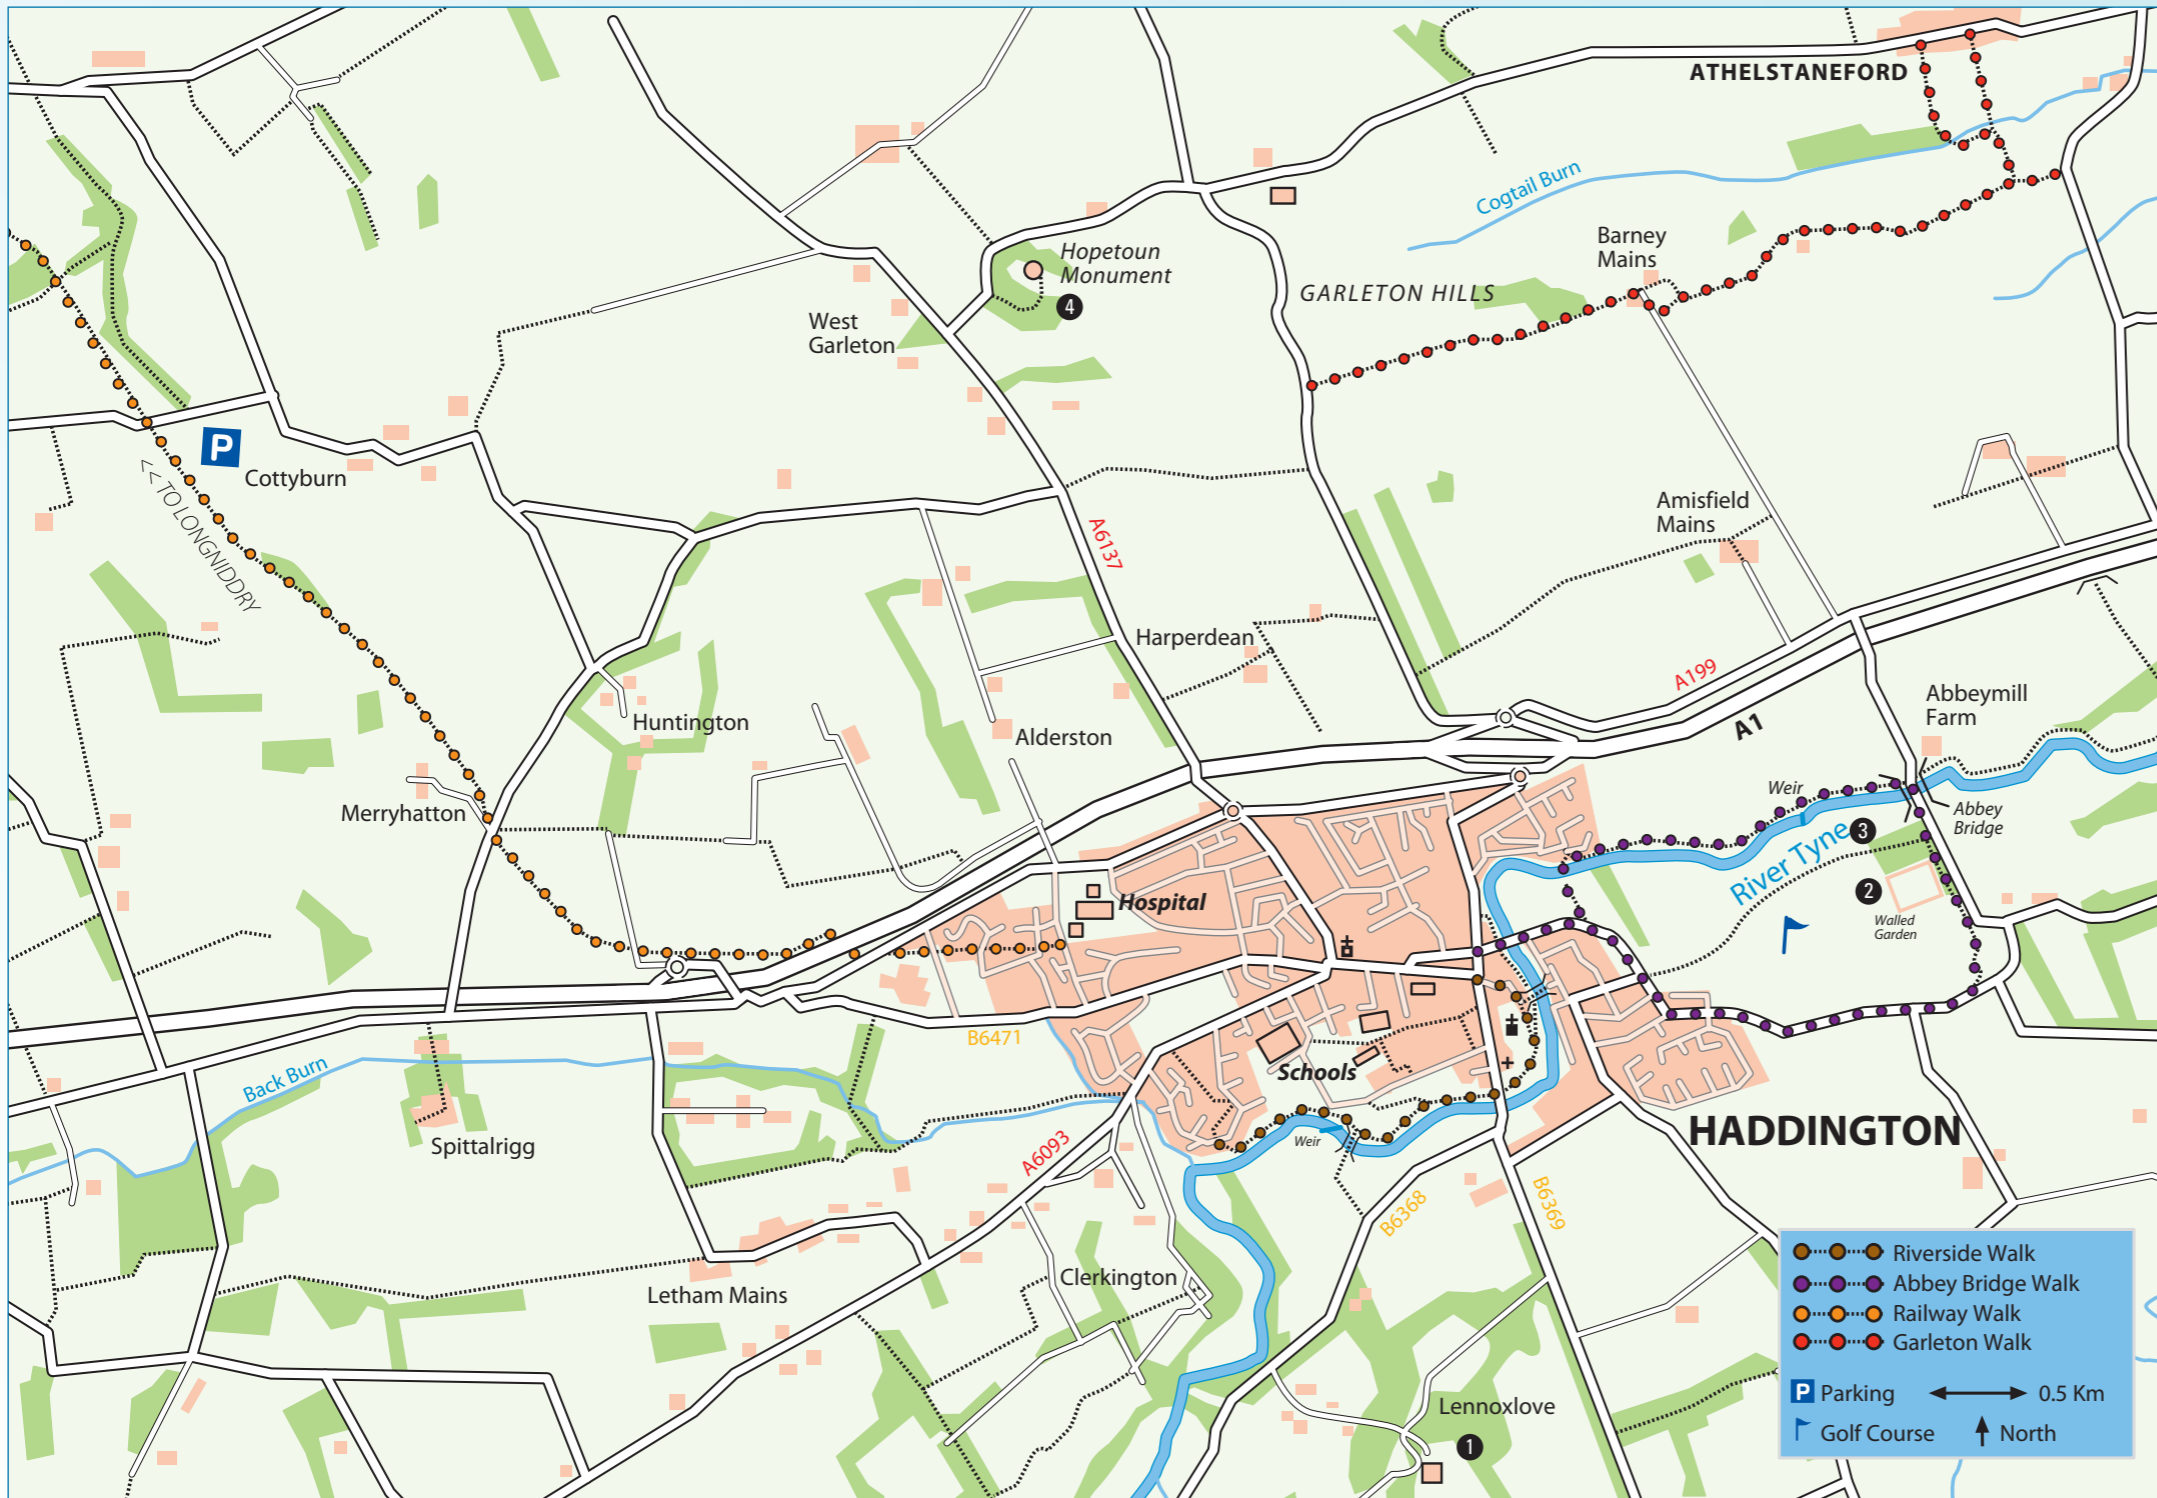 ATHELSTANEFORD
Cogtail Burn
Barney
Mains
Hopetoun
Monument
4
GARLETON HILLS
West
Garleton
P
Cottyburn
<< TO LONGNIDDRY
A6137
Amisfield
Mains
Harperdean
A199
A1
Abbeymill
Farm
Huntington
Alderston
Merryhatton
Weir
Abbey
Bridge
3
River Tyne
2
Walled
Garden
Hospital
B6471
Schools
Back Burn
Spittalrigg
A6093
Weir
HADDINGTON
B6368
B6369
Letham Mains
Clerkington
Lennoxlove
1
Riverside Walk
Abbey Bridge Walk
Railway Walk
Garleton Walk
P Parking
0.5 Km
Golf Course
North